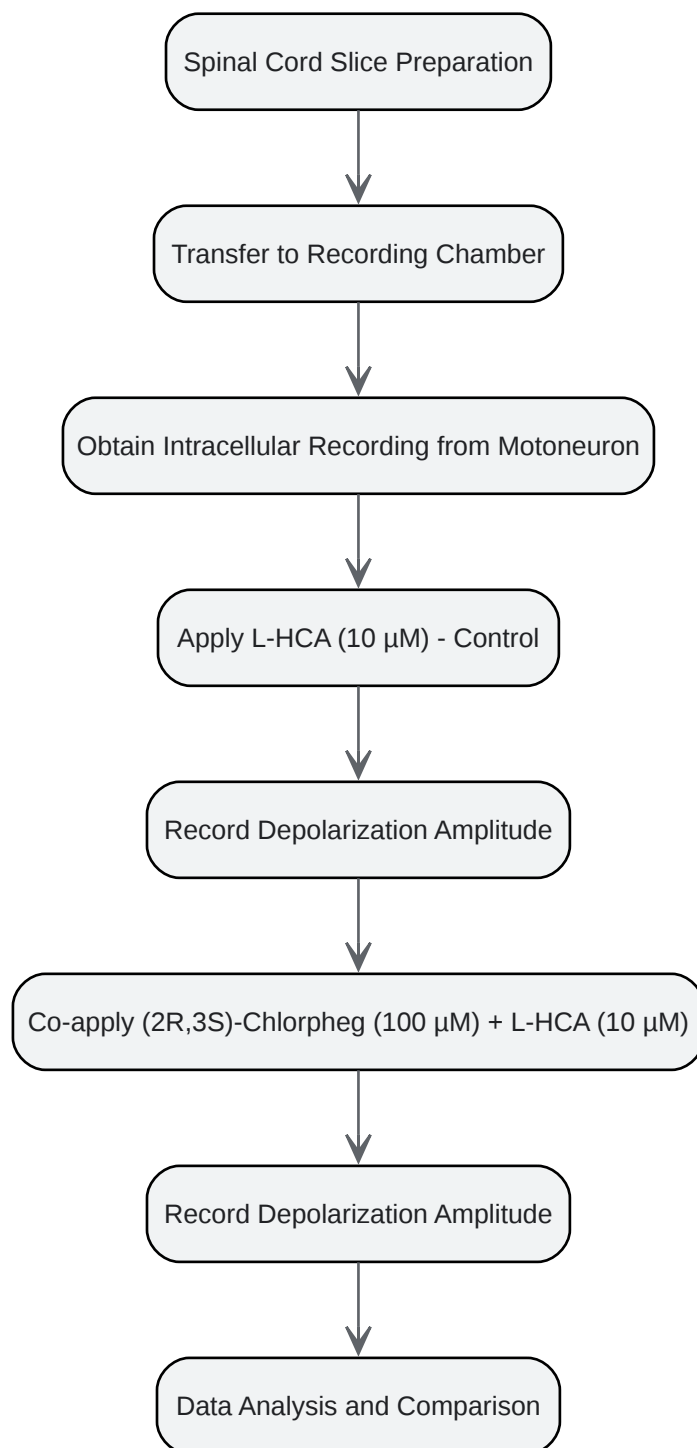 Spinal Cord Slice Preparation
Transfer to Recording Chamber
Obtain Intracellular Recording from Motoneuron
Apply L-HCA (10 µM) - Control
Record Depolarization Amplitude
Co-apply (2R,3S)-Chlorpheg (100 µM) + L-HCA (10 µM)
Record Depolarization Amplitude
Data Analysis and Comparison